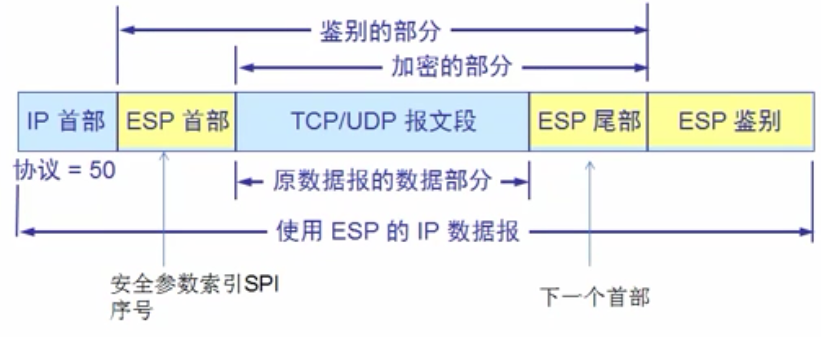 鉴别的部分
加密的部分
IP 首部 ESP 首部 TCP/UDP 报文段 ESP 尾部 ESP 鉴别
协议 = 50
原数据报的数据部分
使用 ESP 的 IP 数据报
安全参数索引SPI
序号
下一个首部